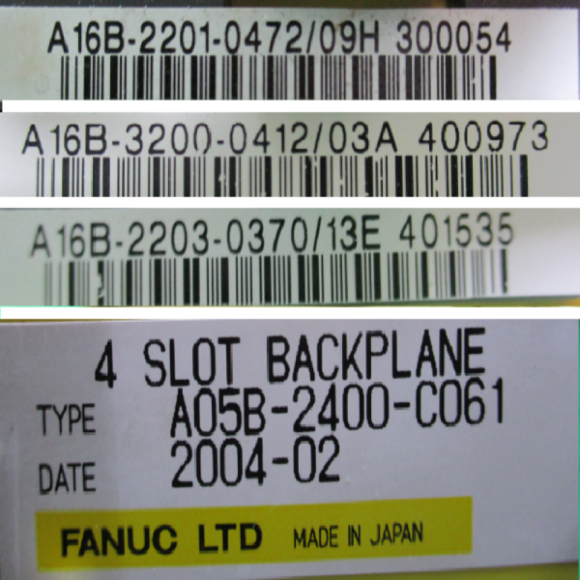 A16B-2201-0472/09H 300054
A16B-3200-0412/03A 400973
A16B-2203-0370/13E 401535
4 SLOT BACKPLANE
TYPE A05B-2400-C061
DATE 2004-02
FANUC LTD MADE IN JAPAN